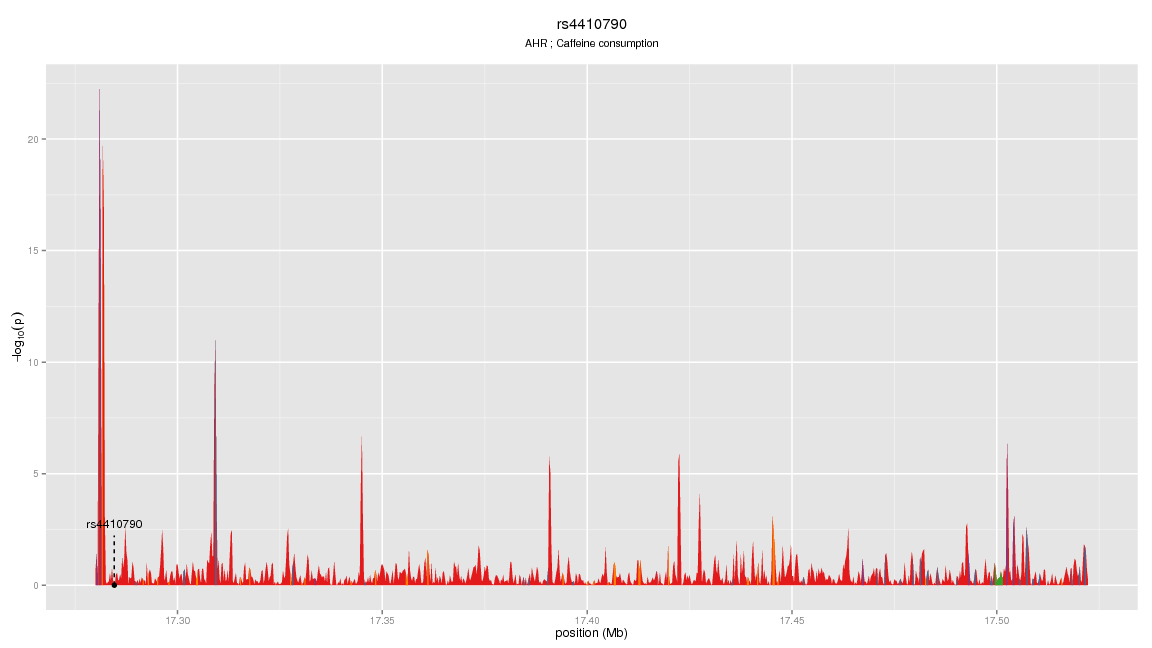 rs4410790
AHR ; Caffeine consumption
−log10(p)
20
15
10
5
0
rs4410790
17.30
17.35
17.40
17.45
17.50
position (Mb)